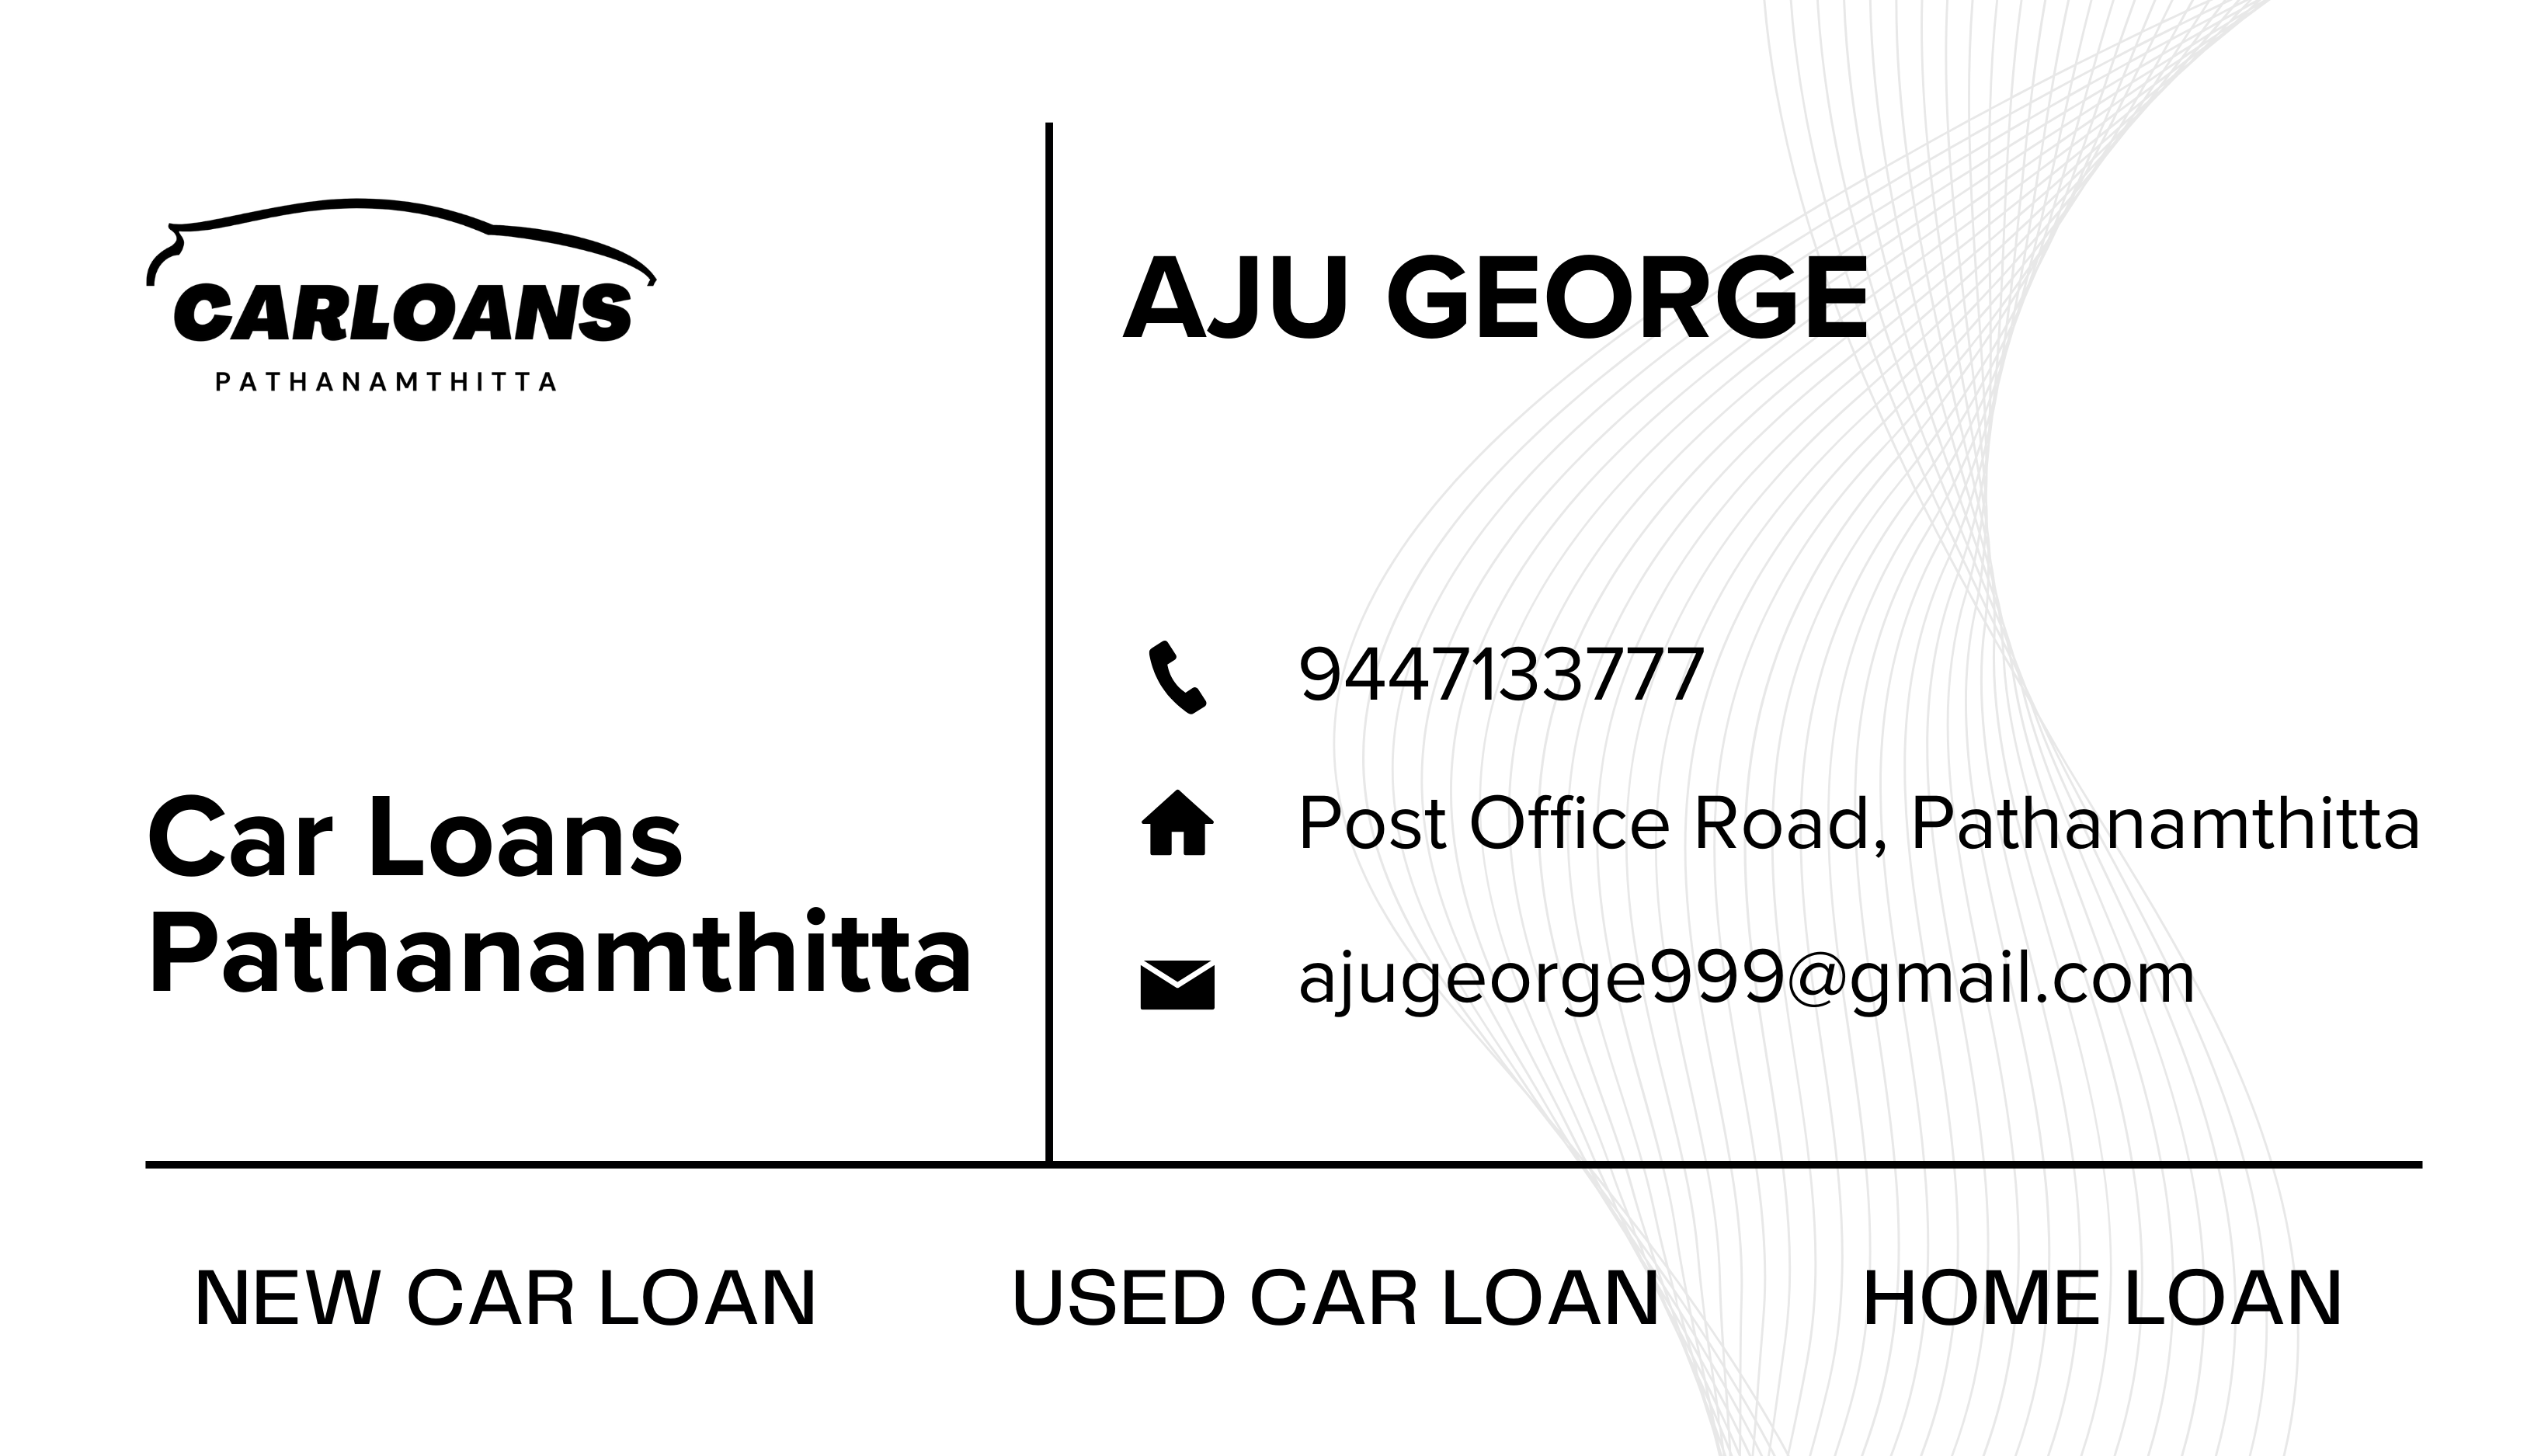 CARLOANS
PATHANAMTHITTA
Car Loans
Pathanamthitta
AJU GEORGE
9447133777
Post Office Road, Pathanamthitta
ajugeorge999@gmail.com
NEW CAR LOAN
USED CAR LOAN
HOME LOAN